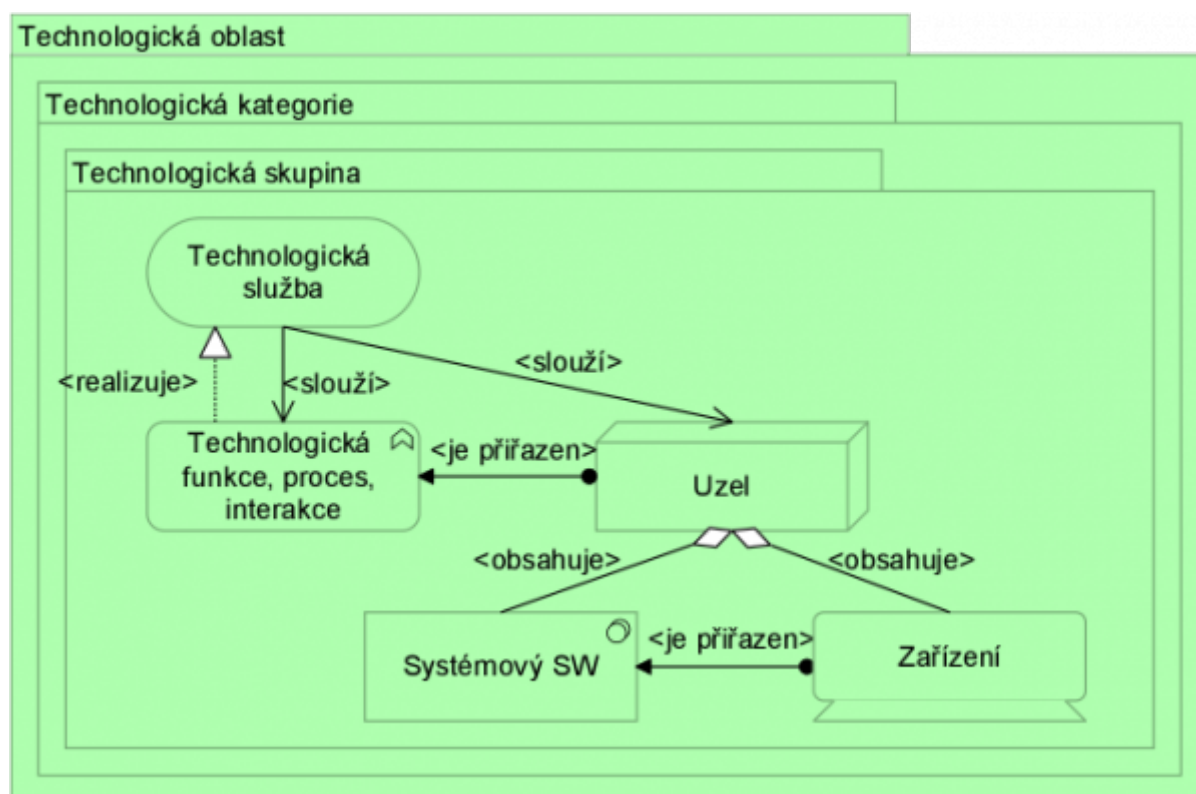 Technologická oblast
Technologická kategorie
Technologická skupina
Technologická
služba
<slouží>
<realizuje>
<slouží>
Technologická
funkce, proces,
interakce
<je přiřazen>
Uzel
<obsahuje>
<obsahuje>
Systémový SW
<je přiřazen>
Zařízení